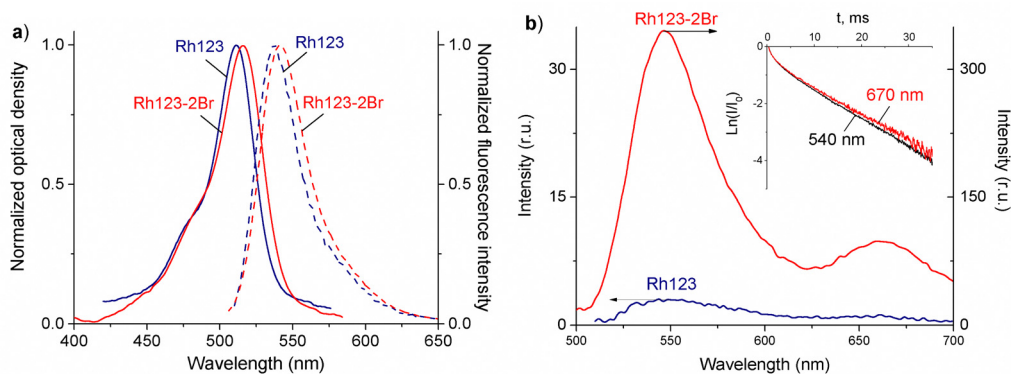 a)
Normalized optical density
1.0
0.5
0.0
400
450
500
550
600
650
Wavelength (nm)
Rh123
Rh123
Rh123-2Br
Rh123-2Br
1.0
0.5
0.0
Normalized fluorescence intensity
b)
Intensity (r.u.)
30
15
0
500
550
600
650
700
Wavelength (nm)
Rh123-2Br
Rh123
300
150
0
Intensity (r.u.)
t, ms
0
10
20
30
0
-2
-4
Ln(I/I0)
670 nm
540 nm